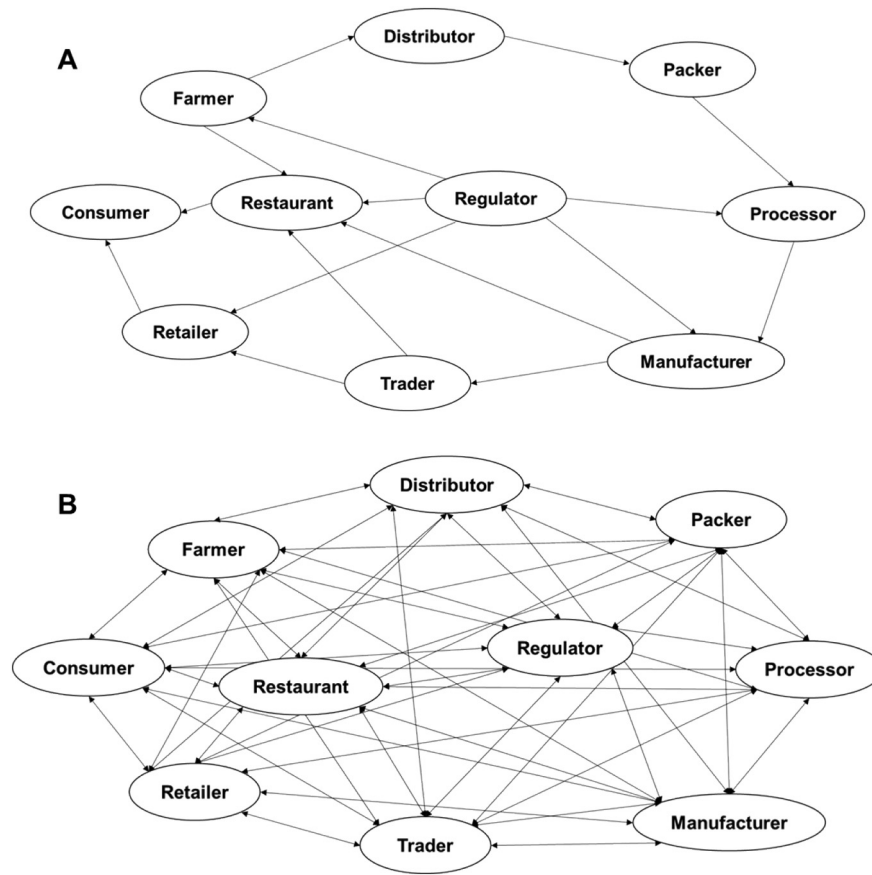 A
Distributor
Packer
Farmer
Consumer
Restaurant
Regulator
Processor
Retailer
Trader
Manufacturer
B
Distributor
Packer
Farmer
Consumer
Restaurant
Regulator
Processor
Retailer
Trader
Manufacturer